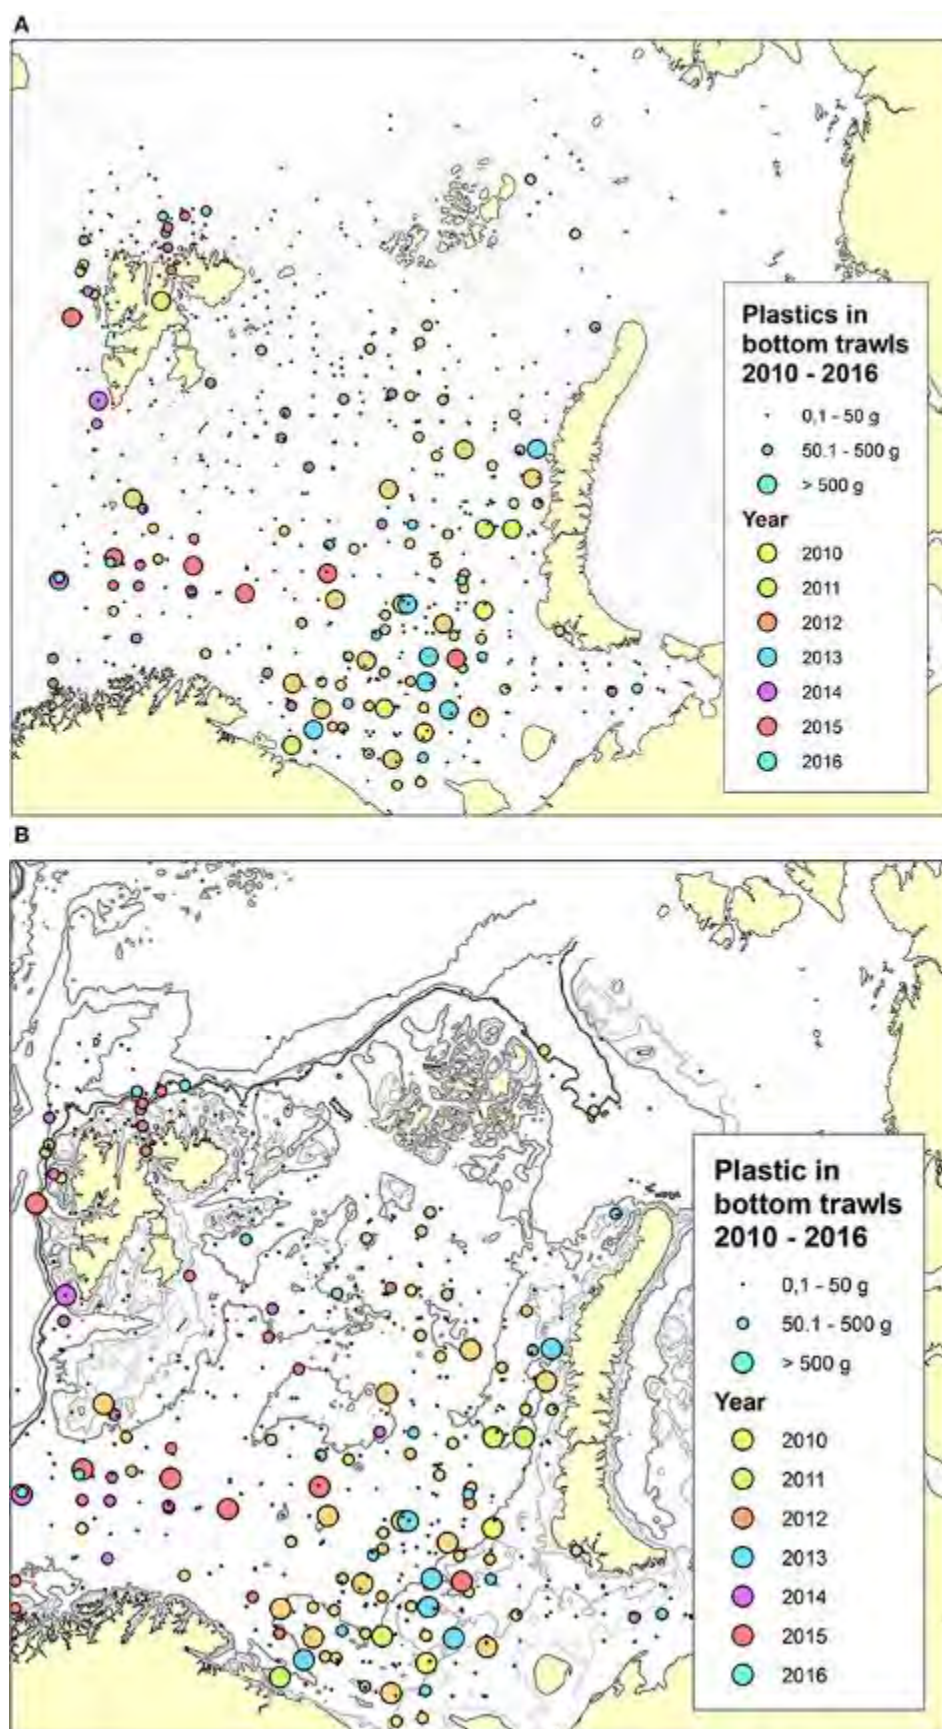 A
Plastics in
bottom trawls
2010 - 2016
0,1 - 50 g
50.1 - 500 g
> 500 g
Year
2010
2011
2012
2013
2014
2015
2016
B
Plastic in
bottom trawls
2010 - 2016
0,1 - 50 g
50.1 - 500 g
> 500 g
Year
2010
2011
2012
2013
2014
2015
2016